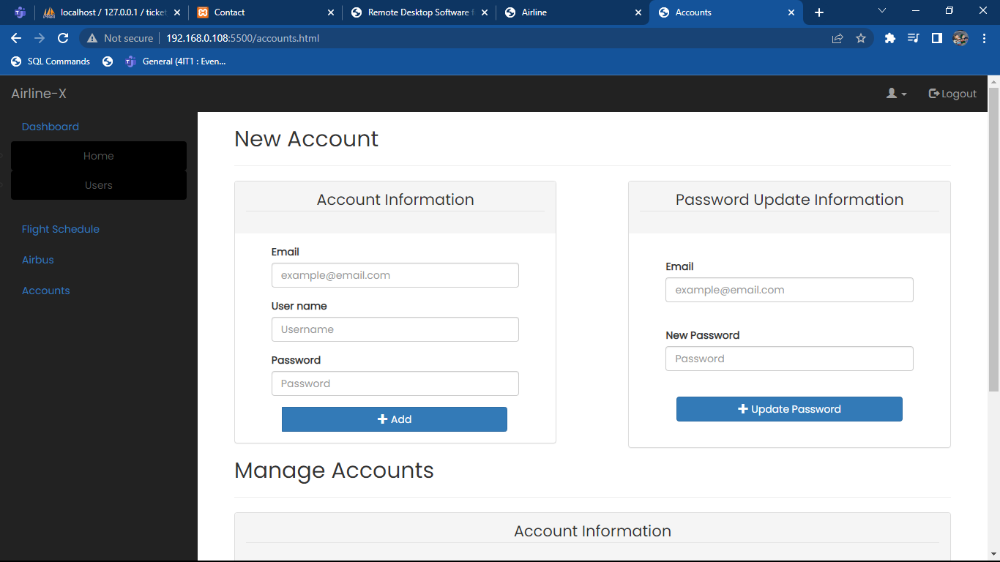 localhost / 127.0.0.1 / ticket
Contact
Remote Desktop Software f
Airline
Accounts
Not secure
192.168.0.108:5500/accounts.html
SQL Commands
General (4IT1 : Even...
Airline-X
Logout
Dashboard
Home
Users
Flight Schedule
Airbus
Accounts
New Account
Account Information
Email
example@email.com
User name
Username
Password
Password
Add
Password Update Information
Email
example@email.com
New Password
Password
Update Password
Manage Accounts
Account Information